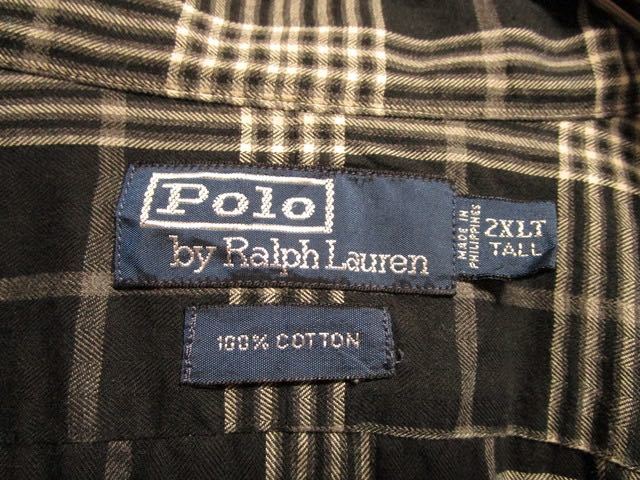 Polo
by Ralph Lauren
MADE IN
PHILIPPINES
2XLT
TALL
100% COTTON